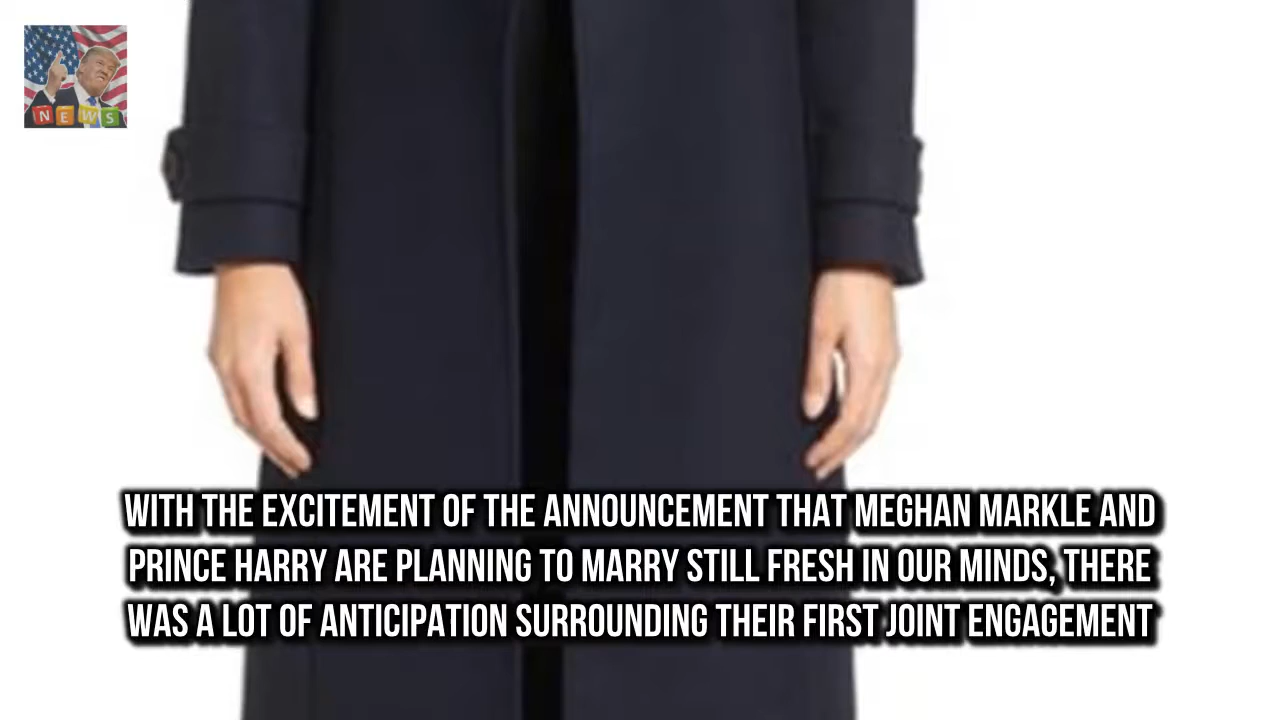 NEWS
WITH THE EXCITEMENT OF THE ANNOUNCEMENT THAT MEGHAN MARKLE AND
PRINCE HARRY ARE PLANNING TO MARRY STILL FRESH IN OUR MINDS, THERE
WAS A LOT OF ANTICIPATION SURROUNDING THEIR FIRST JOINT ENGAGEMENT